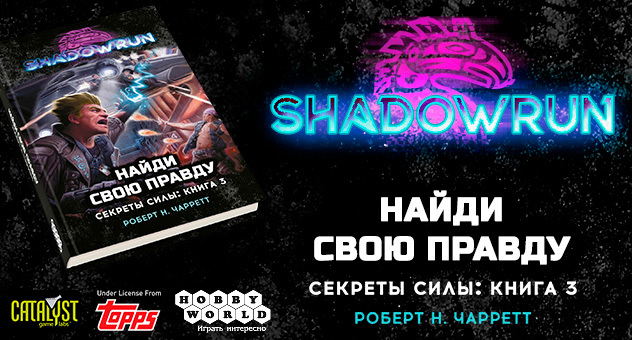 SHADOWRUN
НАЙДИ
СВОЮ ПРАВДУ
СЕКРЕТЫ СИЛЫ: КНИГА 3
РОБЕРТ Н. ЧАРРЕТТ
SHADOWRUN
НАЙДИ
СВОЮ ПРАВДУ
СЕКРЕТЫ СИЛЫ: КНИГА 3
РОБЕРТ Н. ЧАРРЕТТ
CATALYST
game labs
Under License From
TOPPS
HOBBY
WORLD
Играть интересно